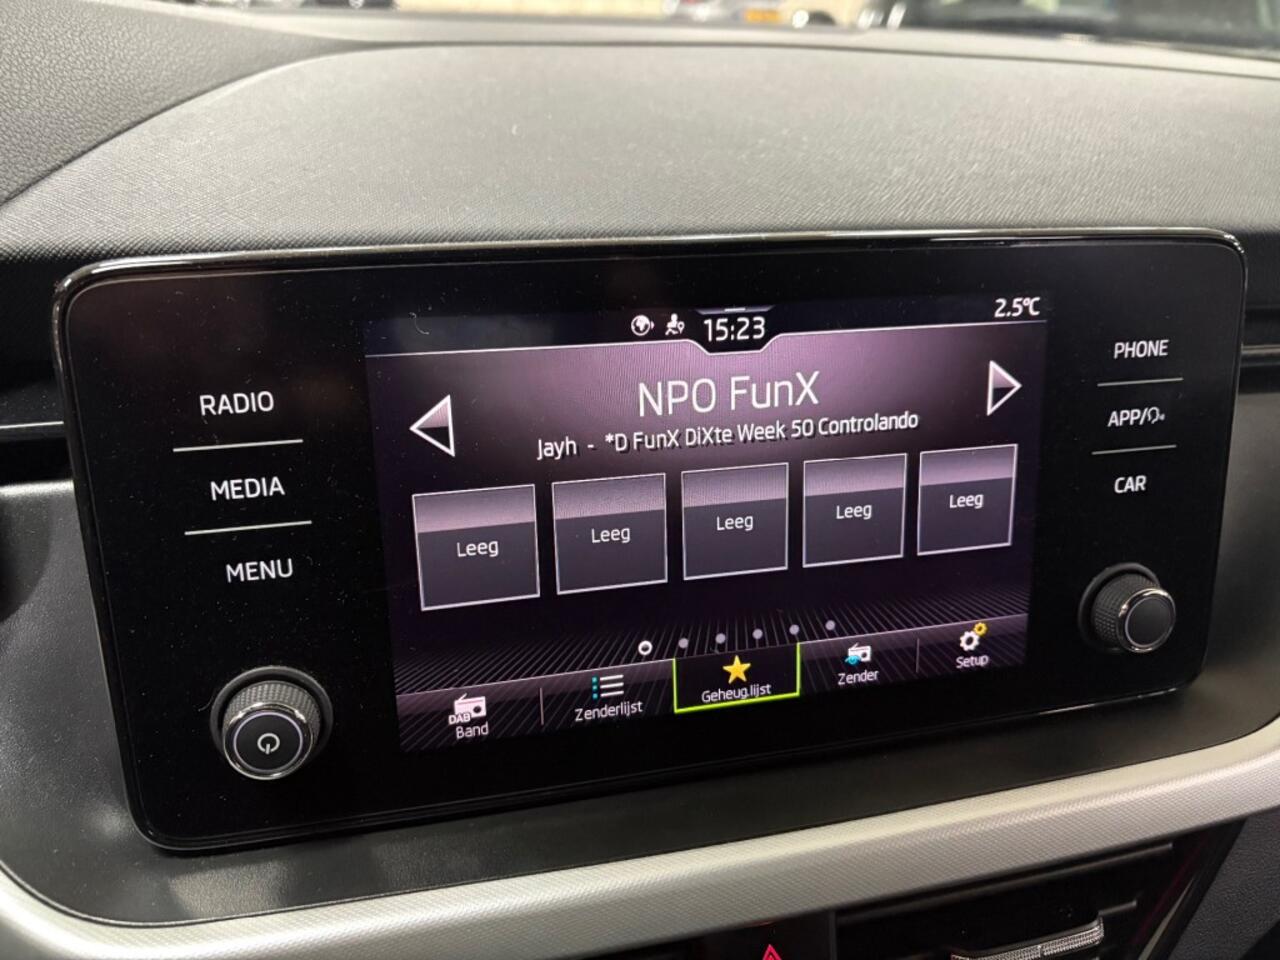 15:23
2.5°C
RADIO
MEDIA
MENU
NPO FunX
Jayh - *D FunX DiXte Week 50 Controlando
Leeg
Leeg
Leeg
Leeg
Leeg
DAB
Band
Zenderlijst
Geheug.lijst
Zender
Setup
PHONE
APP/
CAR